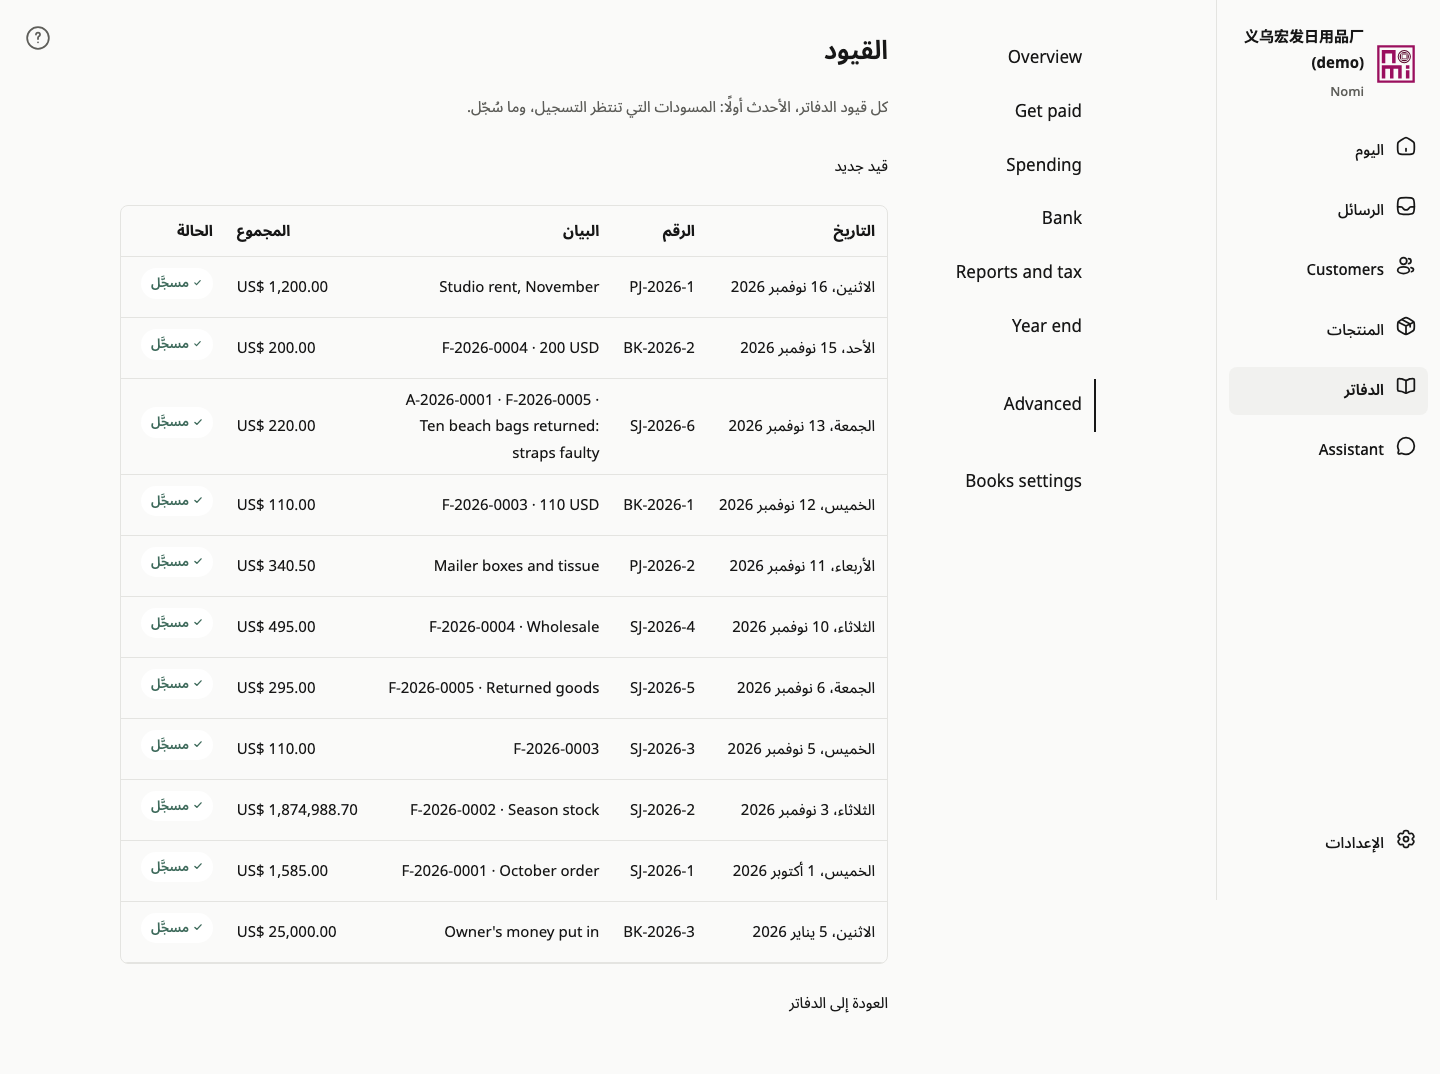 义乌宏发日用品厂
(demo)
Nomi
اليوم
الرسائل
Customers
المنتجات
الدفاتر
Assistant
الإعدادات
Overview
Get paid
Spending
Bank
Reports and tax
Year end
Advanced
Books settings
القيود
كل قيود الدفاتر، الأحدث أولًا: المسودات التي تنتظر التسجيل، وما سُجّل.
قيد جديد
التاريخ الرقم البيان المجموع الحالة
الاثنين، 16 نوفمبر 2026 PJ-2026-1 Studio rent, November US$ 1,200.00 مسجَّل
الأحد، 15 نوفمبر 2026 BK-2026-2 F-2026-0004 · 200 USD US$ 200.00 مسجَّل
الجمعة، 13 نوفمبر 2026 SJ-2026-6 A-2026-0001 · F-2026-0005 ·
Ten beach bags returned:
straps faulty US$ 220.00 مسجَّل
الخميس، 12 نوفمبر 2026 BK-2026-1 F-2026-0003 · 110 USD US$ 110.00 مسجَّل
الأربعاء، 11 نوفمبر 2026 PJ-2026-2 Mailer boxes and tissue US$ 340.50 مسجَّل
الثلاثاء، 10 نوفمبر 2026 SJ-2026-4 F-2026-0004 · Wholesale US$ 495.00 مسجَّل
الجمعة، 6 نوفمبر 2026 SJ-2026-5 F-2026-0005 · Returned goods US$ 295.00 مسجَّل
الخميس، 5 نوفمبر 2026 SJ-2026-3 F-2026-0003 US$ 110.00 مسجَّل
الثلاثاء، 3 نوفمبر 2026 SJ-2026-2 F-2026-0002 · Season stock US$ 1,874,988.70 مسجَّل
الخميس، 1 أكتوبر 2026 SJ-2026-1 F-2026-0001 · October order US$ 1,585.00 مسجَّل
الاثنين، 5 يناير 2026 BK-2026-3 Owner's money put in US$ 25,000.00 مسجَّل
العودة إلى الدفاتر